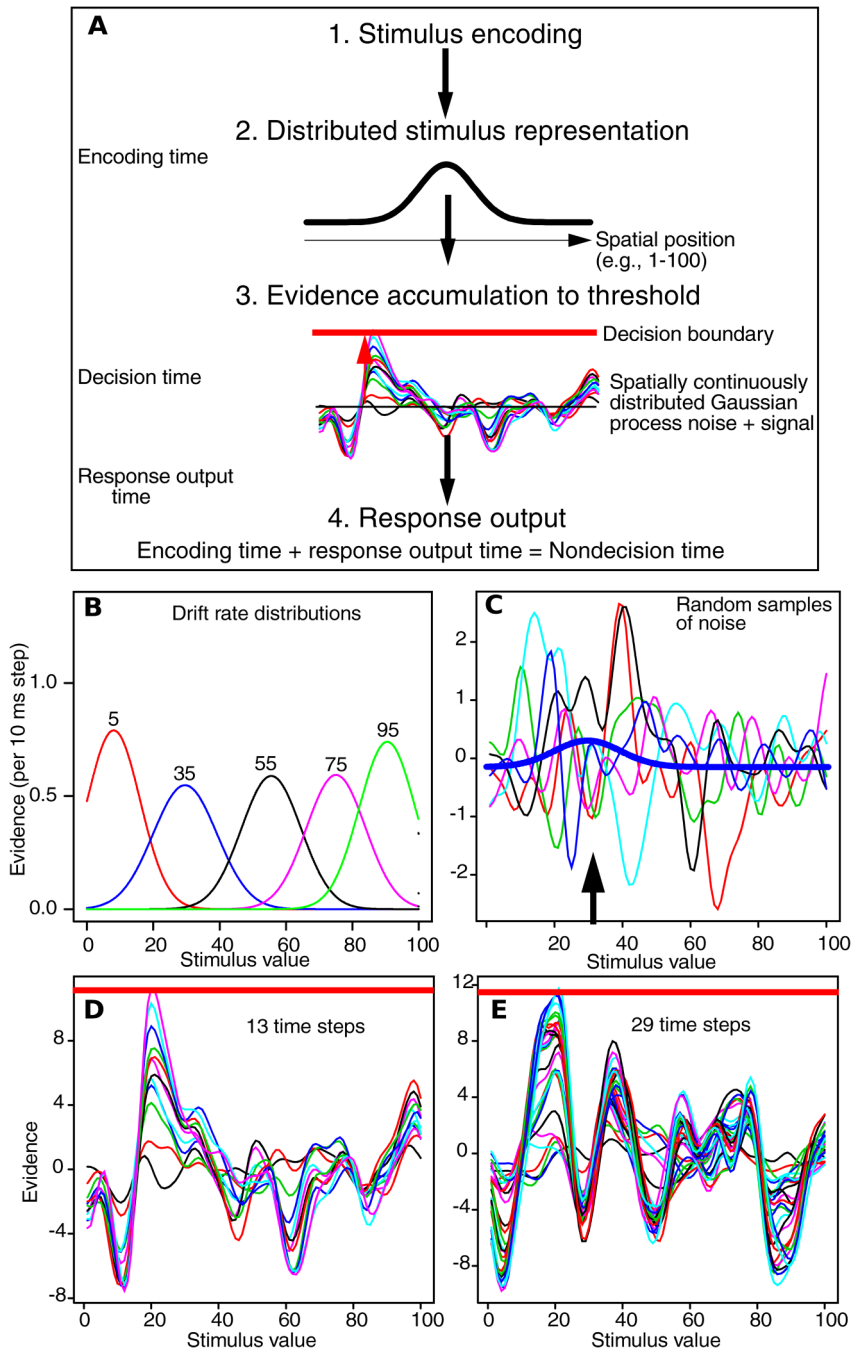 A
1. Stimulus encoding
2. Distributed stimulus representation
Encoding time
Spatial position
(e.g., 1-100)
3. Evidence accumulation to threshold
Decision boundary
Decision time
Spatially continuously
distributed Gaussian
process noise + signal
Response output
time
4. Response output
Encoding time + response output time = Nondecision time
B
Drift rate distributions
Evidence (per 10 ms step)
1.0
0.5
0.0
5
35
55
75
95
0 20 40 60 80 100
Stimulus value
C
Random samples
of noise
2
1
0
-1
-2
20 40 60 80 100
Stimulus value
D
13 time steps
Evidence
8
4
0
-4
-8
0 20 40 60 80 100
Stimulus value
E
29 time steps
12
8
4
0
-4
-8
0 20 40 60 80 100
Stimulus value